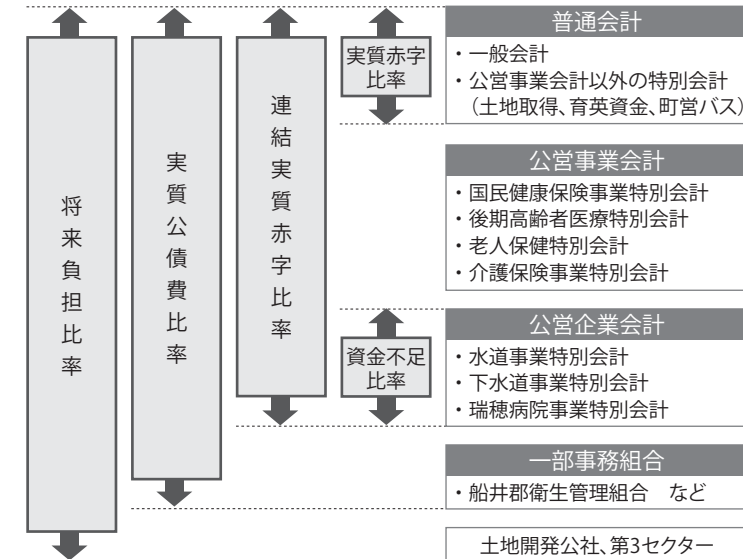 将来負担比率
実質公債費比率
連結実質赤字比率
実質赤字
比率
資金不足
比率
普通会計
・一般会計
・公営事業会計以外の特別会計
（土地取得、育英資金、町営バス）
公営事業会計
・国民健康保険事業特別会計
・後期高齢者医療特別会計
・老人保健特別会計
・介護保険事業特別会計
公営企業会計
・水道事業特別会計
・下水道事業特別会計
・瑞穂病院事業特別会計
一部事務組合
・船井郡衛生管理組合　など
土地開発公社、第3セクター